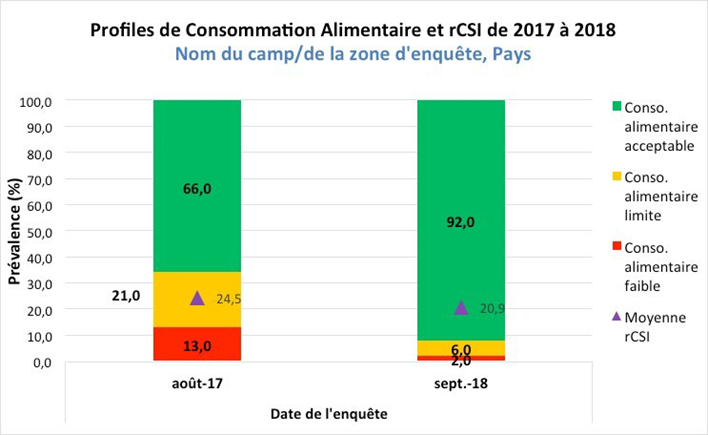 Profiles de Consommation Alimentaire et rCSI de 2017 à 2018
Nom du camp/de la zone d'enquête, Pays
Prévalence (%)
100,0
90,0
80,0
70,0
60,0
50,0
40,0
30,0
20,0
10,0
0,0
66,0
21,0
24,5
13,0
92,0
20,9
6,0
2,0
août-17
sept.-18
Date de l'enquête
Conso.
alimentaire
acceptable
Conso.
alimentaire
limite
Conso.
alimentaire
faible
Moyenne
rCSI